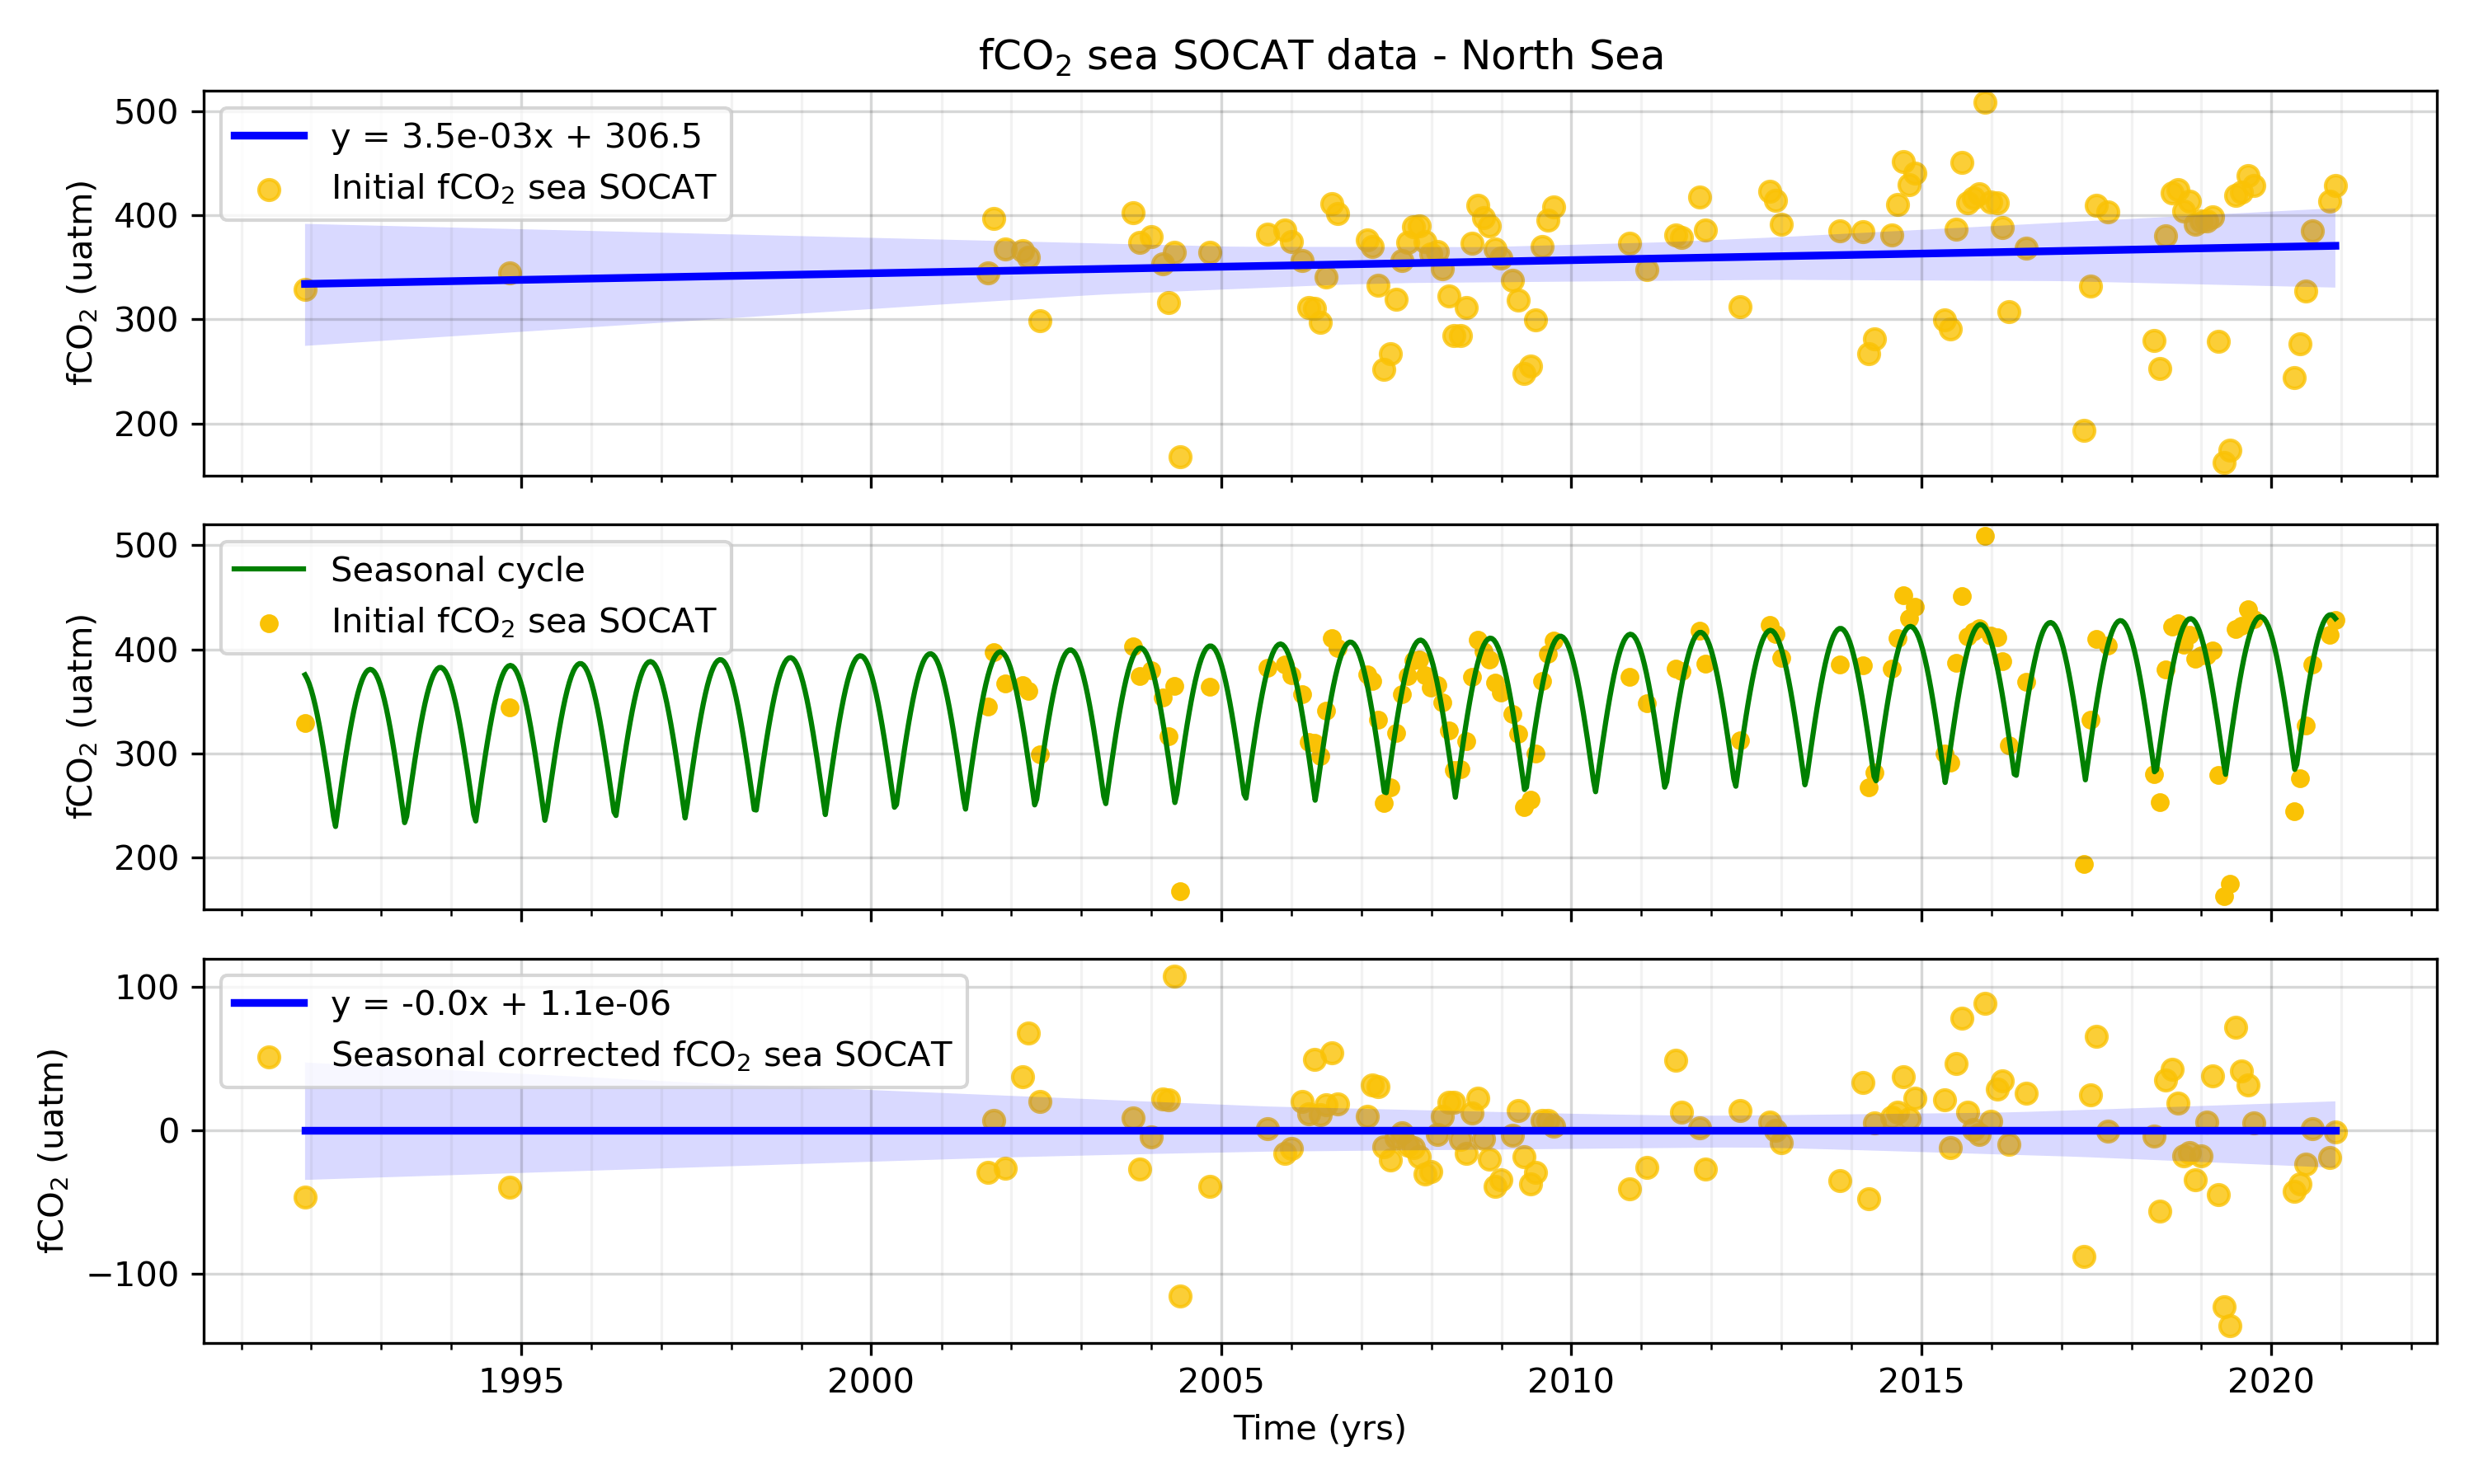 fCO₂ sea SOCAT data - North Sea
500
400
300
200
fCO₂ (uatm)
y = 3.5e-03x + 306.5
Initial fCO₂ sea SOCAT
500
400
300
200
fCO₂ (uatm)
Seasonal cycle
Initial fCO₂ sea SOCAT
100
0
−100
fCO₂ (uatm)
y = -0.0x + 1.1e-06
Seasonal corrected fCO₂ sea SOCAT
1995 2000 2005 2010 2015 2020
Time (yrs)